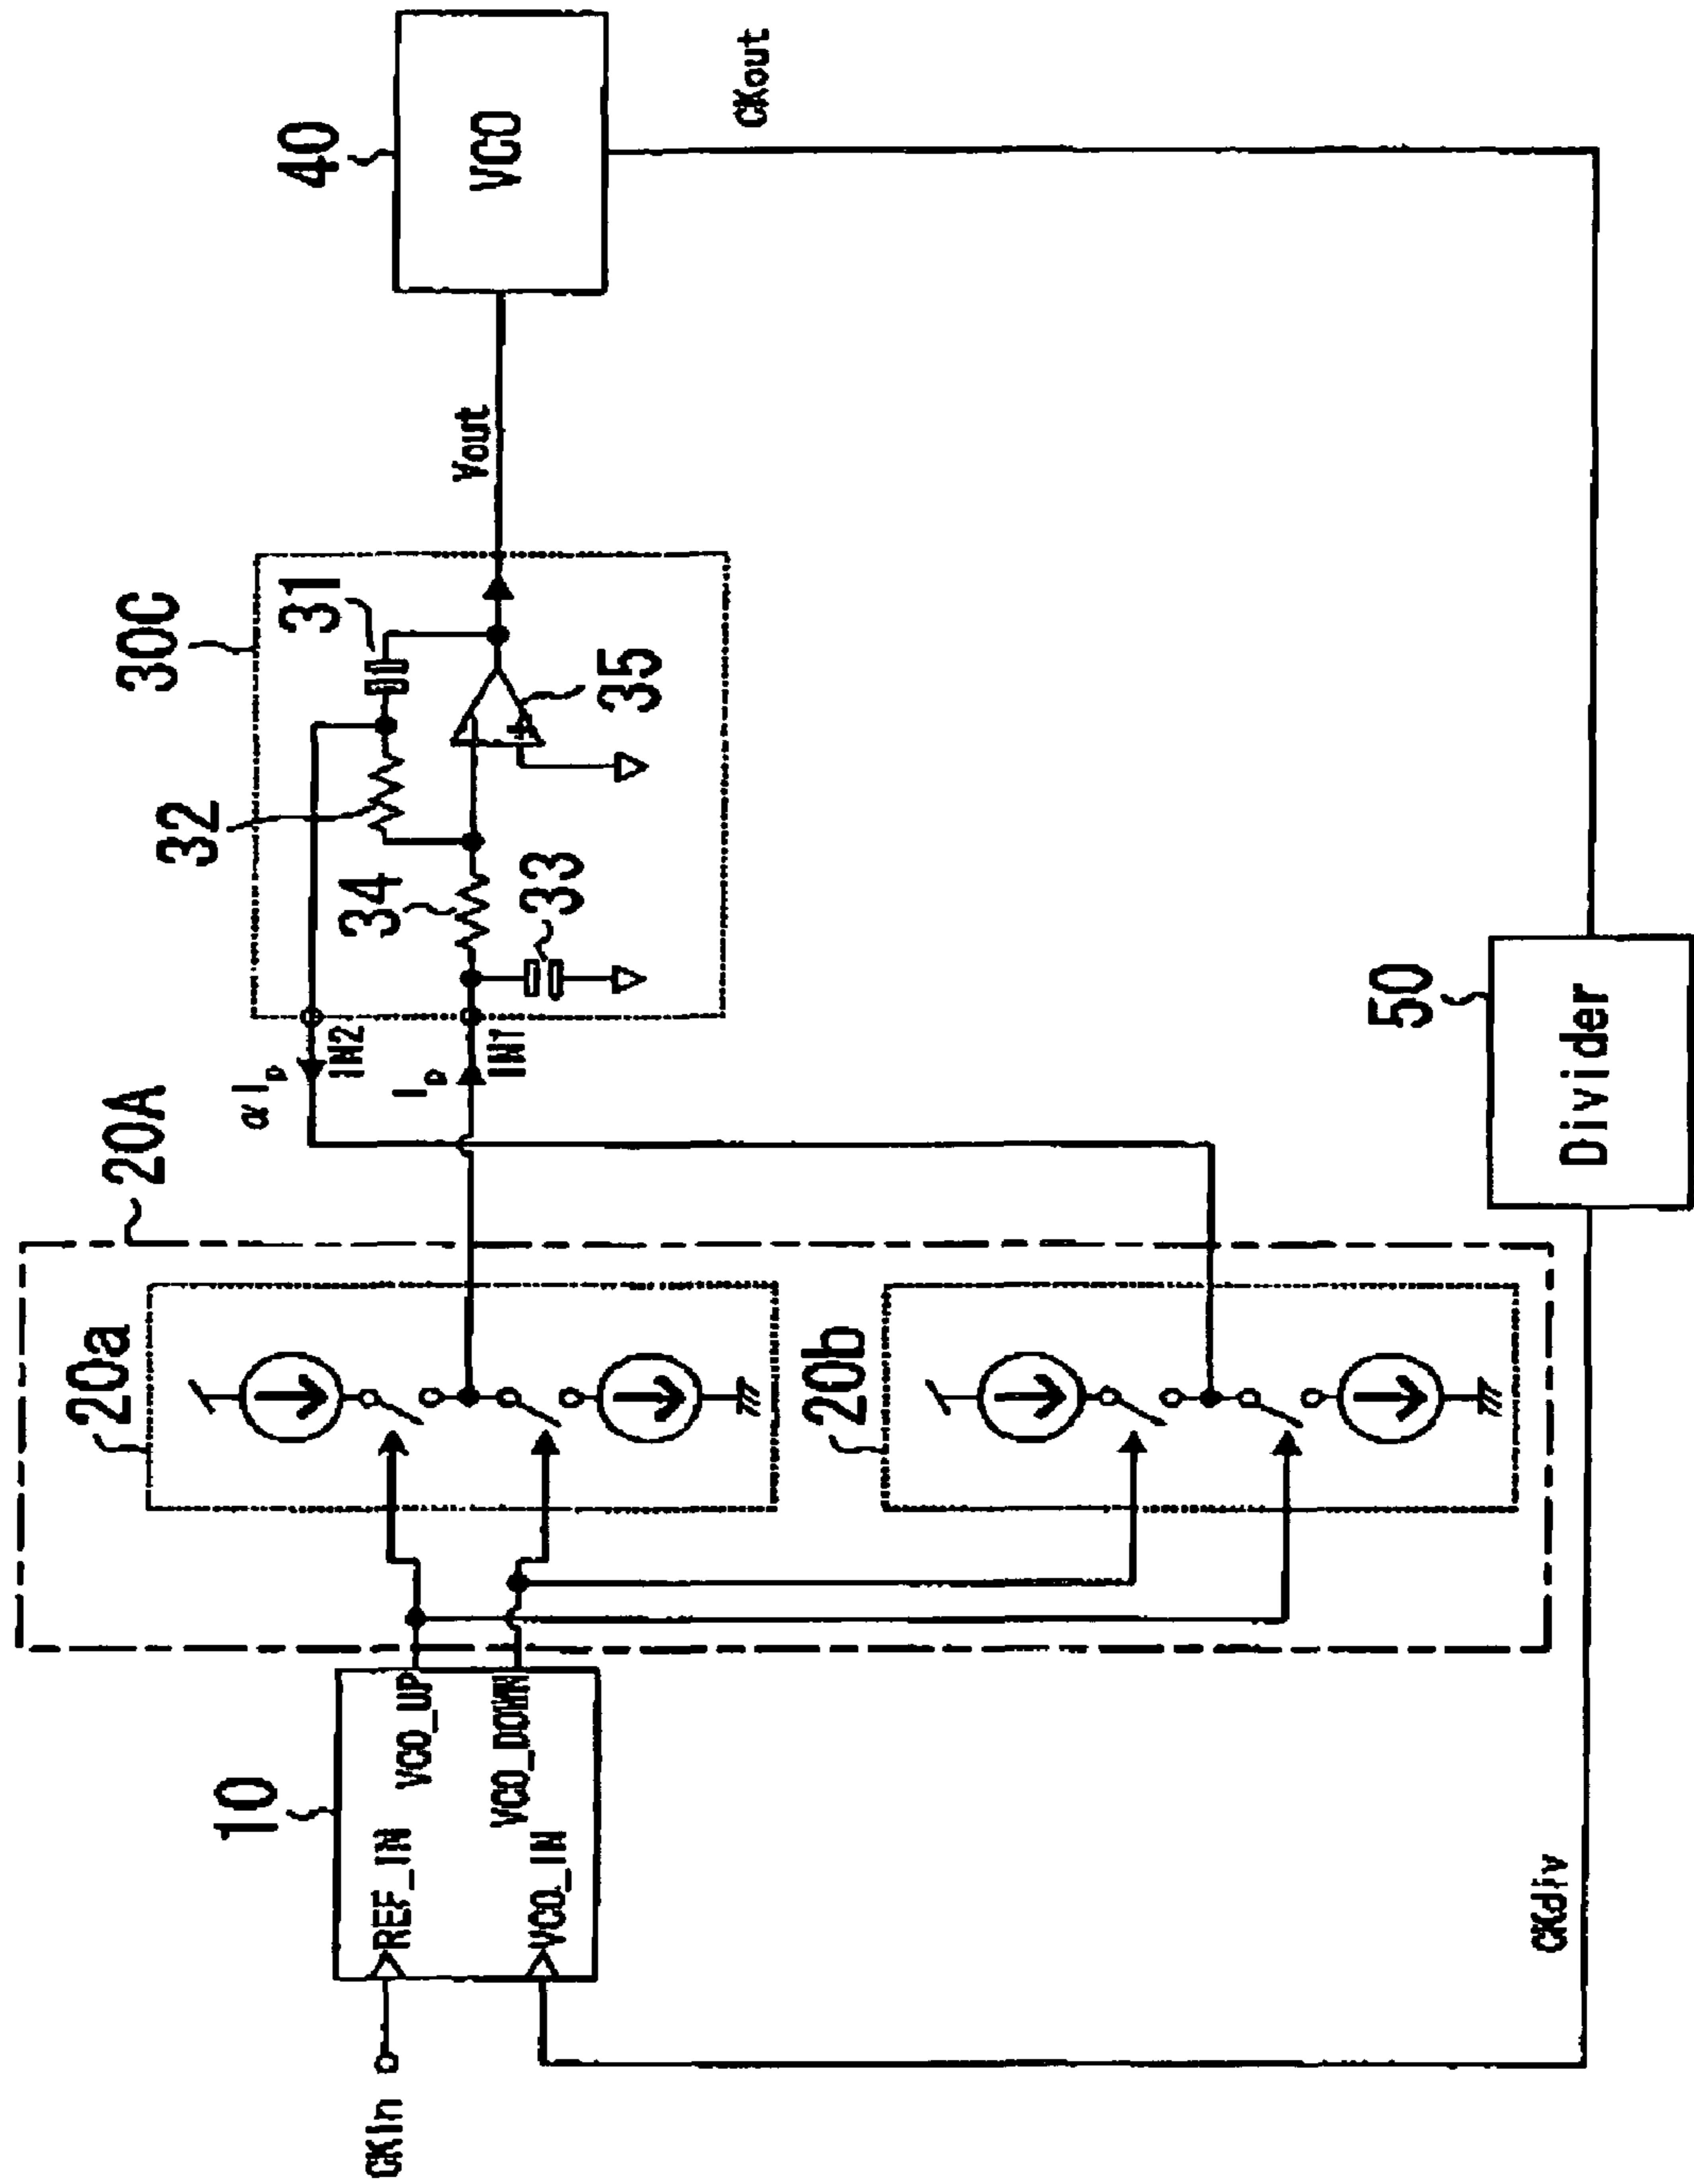 20A
20a
20b
30C
10
REF_IN
VCO_UP
VCO_DOWN
VCO_IN
CKin
αIp
IN2
Ip
IN1
32
31
34
33
35
Vout
40
VCO
CKout
50
Divider
CKdiv